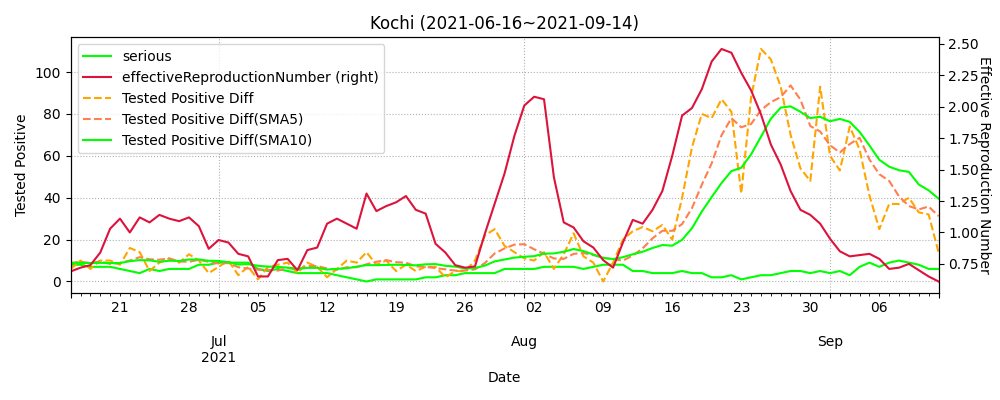 Kochi (2021-06-16~2021-09-14)
serious
effectiveReproductionNumber (right)
Tested Positive Diff
Tested Positive Diff(SMA5)
Tested Positive Diff(SMA10)
Tested Positive
100
80
60
40
20
0
2.50
2.25
2.00
1.75
1.50
1.25
1.00
0.75
Effective Reproduction Number
21 28 05 12 19 26 02 09 16 23 30 06
Jul Aug Sep
2021
Date